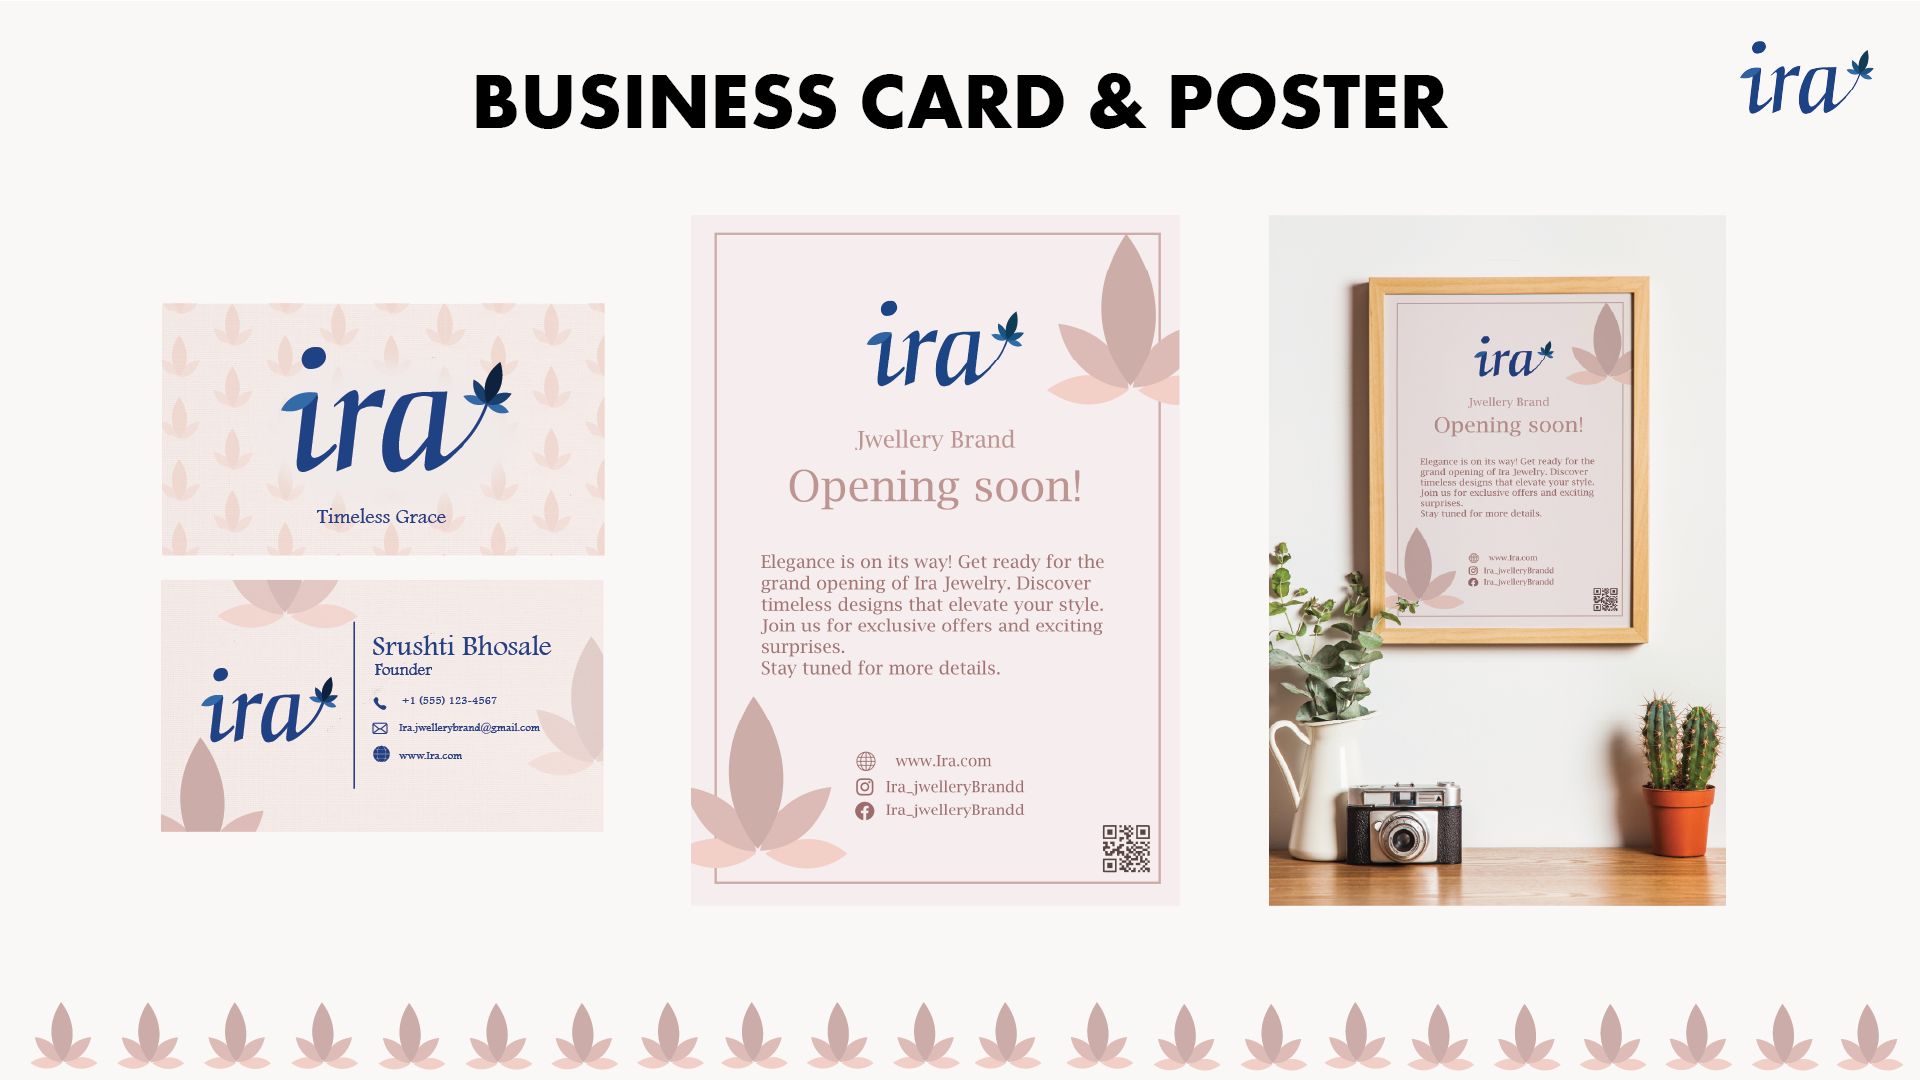 BUSINESS CARD & POSTER
ira
ira
Timeless Grace
ira
Srushti Bhosale
Founder
+1 (555) 123-4567
Ira.jwellerybrand@gmail.com
www.Ira.com
ira
Jwellery Brand
Opening soon!
Elegance is on its way! Get ready for the
grand opening of Ira Jewelry. Discover
timeless designs that elevate your style.
Join us for exclusive offers and exciting
surprises.
Stay tuned for more details.
www.Ira.com
Ira_jwelleryBrandd
Ira_jwelleryBrandd
ira
Jwellery Brand
Opening soon!
Elegance is on its way! Get ready for the
grand opening of Ira Jewelry. Discover
timeless designs that elevate your style.
Join us for exclusive offers and exciting
surprises.
Stay tuned for more details.
www.Ira.com
Ira_jwelleryBrandd
Ira_jwelleryBrandd